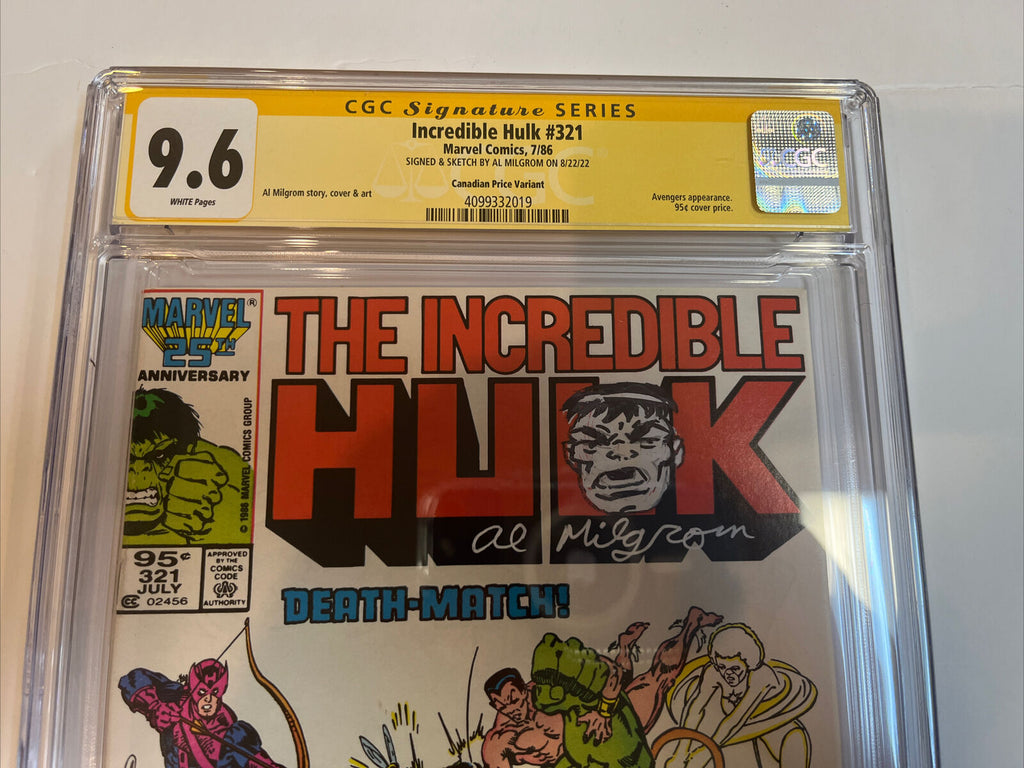 CGC Signature SERIES
Incredible Hulk #321
Marvel Comics, 7/86
SIGNED & SKETCH BY AL MILGROM ON 8/22/22
Canadian Price Variant
4099332019
9.6
WHITE Pages
Al Milgrom story, cover & art
Avengers appearance.
95¢ cover price.
CGC
CGC
MARVEL®
25TH
ANNIVERSARY
© 1986 MARVEL COMICS GROUP
95¢
321
JULY
CC 02456
APPROVED
BY THE
COMICS
CODE
AUTHORITY
THE INCREDIBLE
HULK
Al Milgrom
DEATH-MATCH!